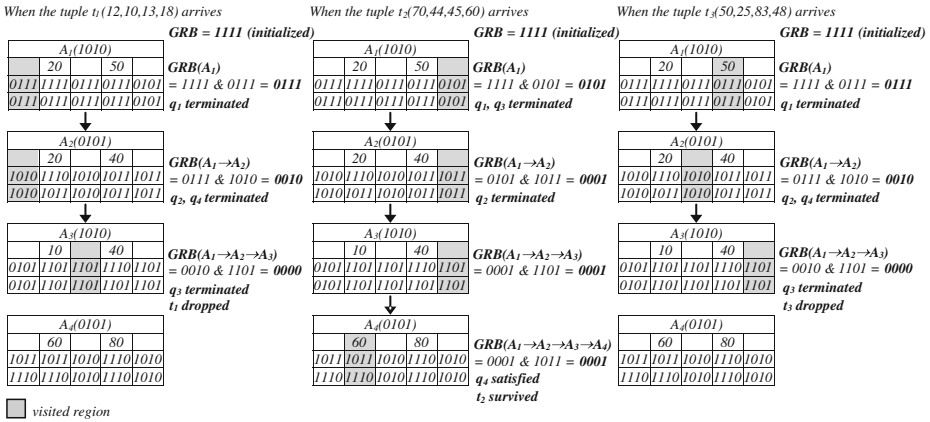 When the tuple t1(12,10,13,18) arrives
GRB = 1111 (initialized)
A1(1010)
20 50
0111 0111 0111 0111 0101
0111 0111 0111 0111 0101
GRB(A1)
= 1111 & 0111 = 0111
q1 terminated
A2(0101)
20 40
1010 1110 1010 1011 1011
1010 1011 1010 1011 1011
GRB(A1→A2)
= 0111 & 1010 = 0010
q2, q4 terminated
A3(1010)
10 40
0101 1101 1101 1110 1101
0101 1101 1101 1101 1101
GRB(A1→A2→A3)
= 0010 & 1101 = 0000
q3 terminated
t1 dropped
A4(0101)
60 80
1011 1011 1010 1110 1010
1110 1110 1010 1110 1010
visited region
When the tuple t2(70,44,45,60) arrives
GRB = 1111 (initialized)
A1(1010)
20 50
0111 0111 0111 0111 0101
0111 0111 0111 0111 0101
GRB(A1)
= 1111 & 0101 = 0101
q1, q3 terminated
A2(0101)
20 40
1010 1110 1010 1011 1011
1010 1011 1010 1011 1011
GRB(A1→A2)
= 0101 & 1011 = 0001
q2 terminated
A3(1010)
10 40
0101 1101 1101 1110 1101
0101 1101 1101 1101 1101
GRB(A1→A2→A3)
= 0001 & 1101 = 0001
A4(0101)
60 80
1011 1011 1010 1110 1010
1110 1110 1010 1110 1010
GRB(A1→A2→A3→A4)
= 0001 & 1011 = 0001
q4 satisfied
t2 survived
When the tuple t3(50,25,83,48) arrives
GRB = 1111 (initialized)
A1(1010)
20 50
0111 0111 0111 0111 0101
0111 0111 0111 0111 0101
GRB(A1)
= 1111 & 0111 = 0111
q1 terminated
A2(0101)
20 40
1010 1110 1010 1011 1011
1010 1011 1010 1011 1011
GRB(A1→A2)
= 0111 & 1010 = 0010
q2, q4 terminated
A3(1010)
10 40
0101 1101 1101 1110 1101
0101 1101 1101 1101 1101
GRB(A1→A2→A3)
= 0010 & 1101 = 0000
q3 terminated
t3 dropped
A4(0101)
60 80
1011 1011 1010 1110 1010
1110 1110 1010 1110 1010